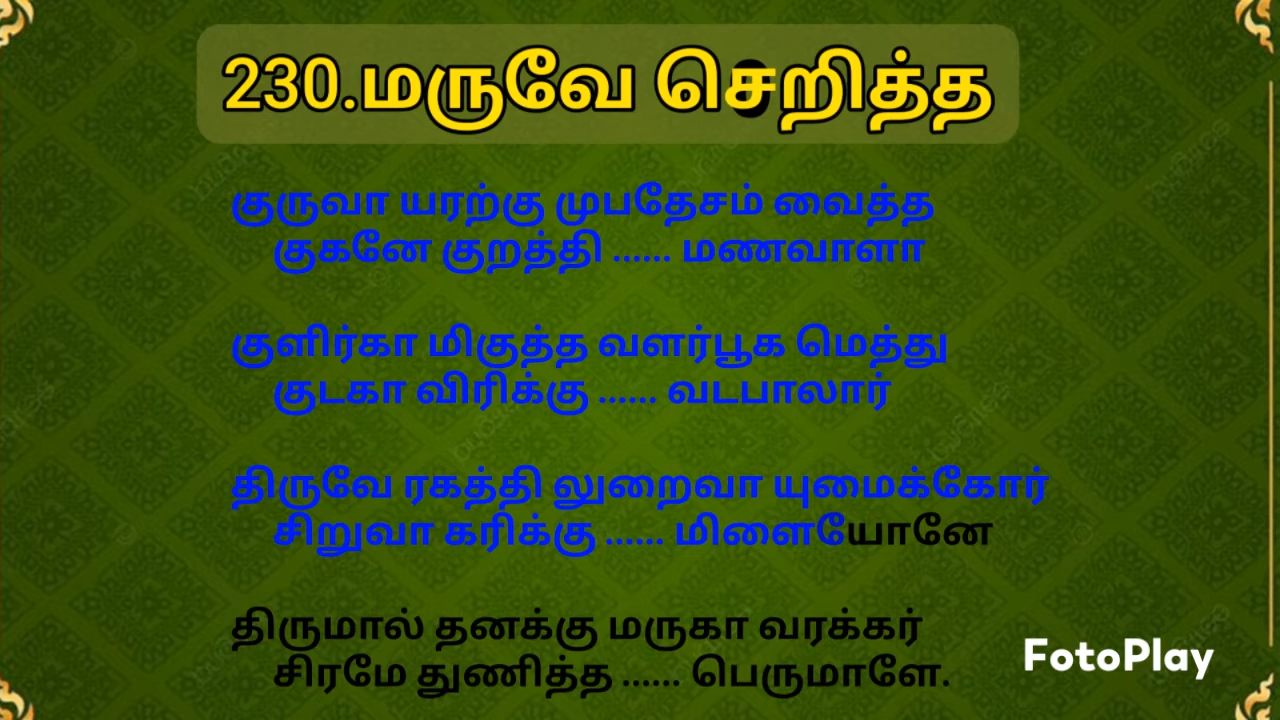 230.மருவே செறித்த
குருவா யரற்கு முபதேசம் வைத்த
குகனே குறத்தி ...... மணவாளா
குளிர்கா மிகுத்த வளர்பூக மெத்து
குடகா விரிக்கு ...... வடபாலார்
திருவே ரகத்தி லுறைவா யுமைக்கோர்
சிறுவா கரிக்கு ...... மிளையோனே
திருமால் தனக்கு மருகா வரக்கர்
சிரமே துணித்த ...... பெருமாளே.
FotoPlay